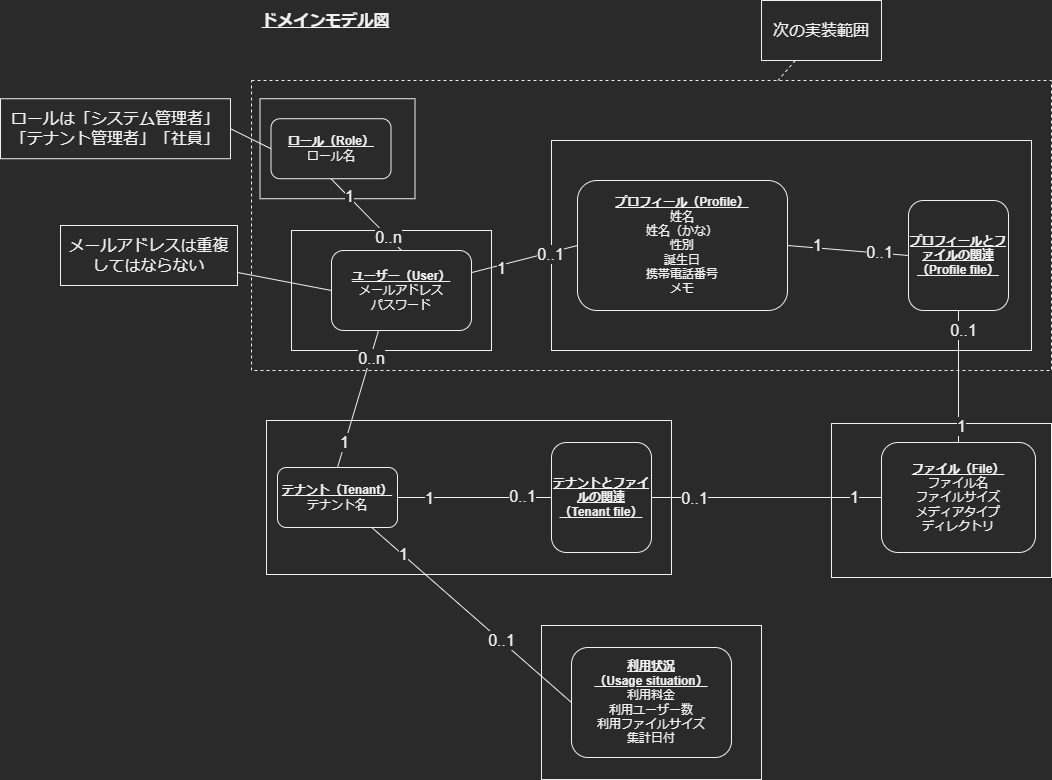 ドメインモデル図
次の実装範囲
ロールは「システム管理者」
「テナント管理者」「社員」
ロール（Role）
ロール名
1
0..n
メールアドレスは重複
してはならない
ユーザー（User）
メールアドレス
パスワード
1
0..1
プロフィール（Profile）
姓名
姓名（かな）
性別
誕生日
携帯電話番号
メモ
1
0..1
プロフィールとフ
ァイルの関連
（Profile file）
0..1
1
0..n
1
テナント（Tenant）
テナント名
1
0..1
テナントとファイ
ルの関連
（Tenant file）
0..1
1
ファイル（File）
ファイル名
ファイルサイズ
メディアタイプ
ディレクトリ
1
0..1
利用状況
（Usage situation）
利用料金
利用ユーザー数
利用ファイルサイズ
集計日付